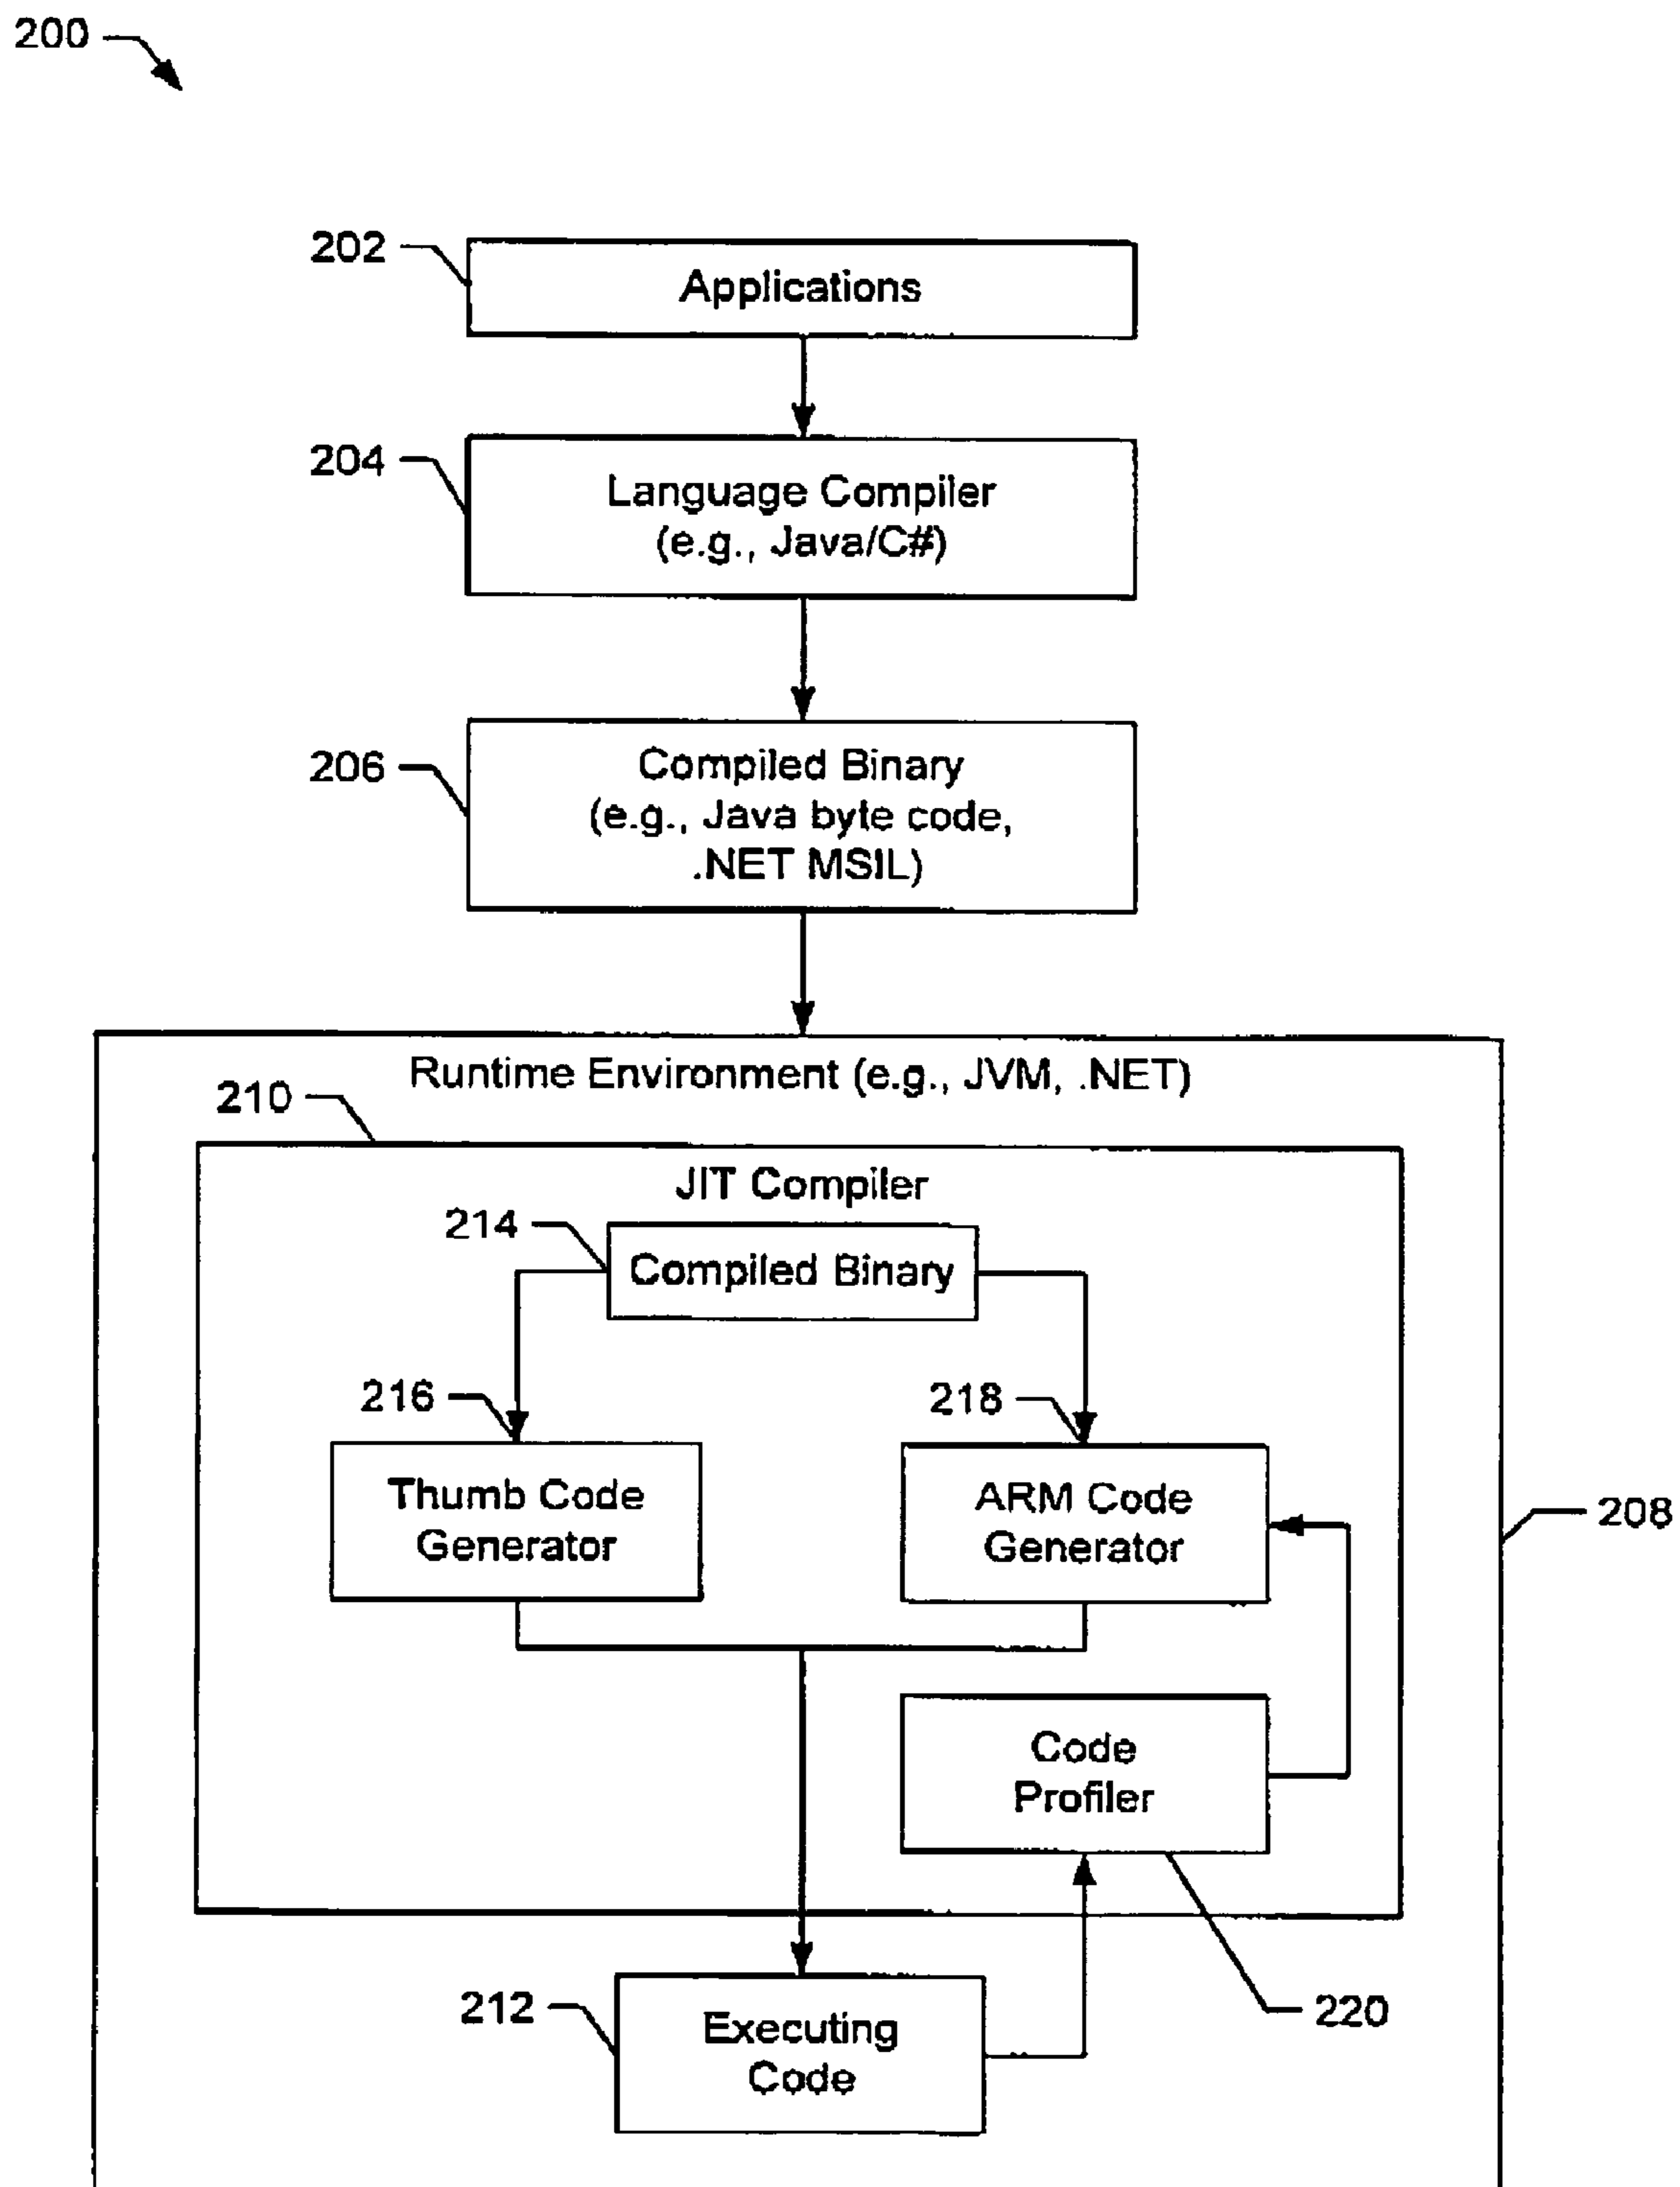 200
202
Applications
204
Language Compiler
(e.g., Java/C#)
206
Compiled Binary
(e.g., Java byte code,
.NET MSIL)
Runtime Environment (e.g., JVM, .NET)
210
JIT Compiler
214
Compiled Binary
216
218
Thumb Code
Generator
ARM Code
Generator
208
Code
Profiler
212
Executing
Code
220